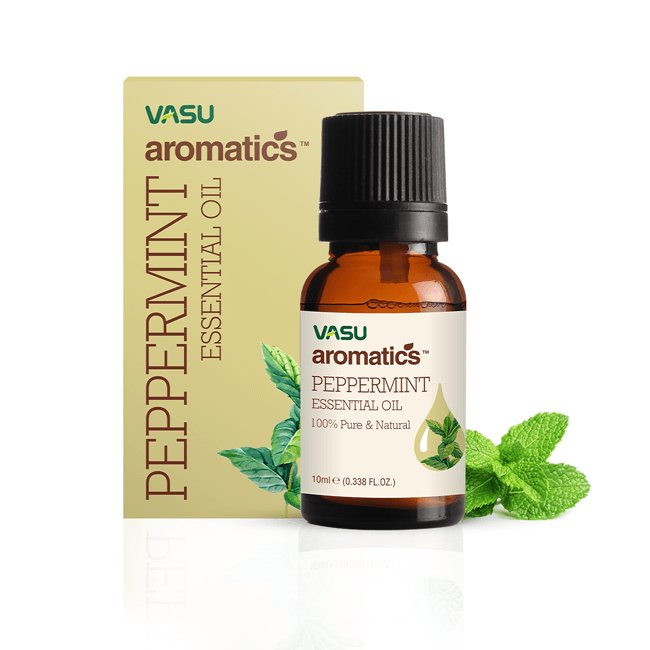 VASU
aromatics™
PEPPERMINT
ESSENTIAL OIL
VASU
aromatics™
PEPPERMINT
ESSENTIAL OIL
100% Pure & Natural
10ml ℮ (0.338 FL.OZ.)